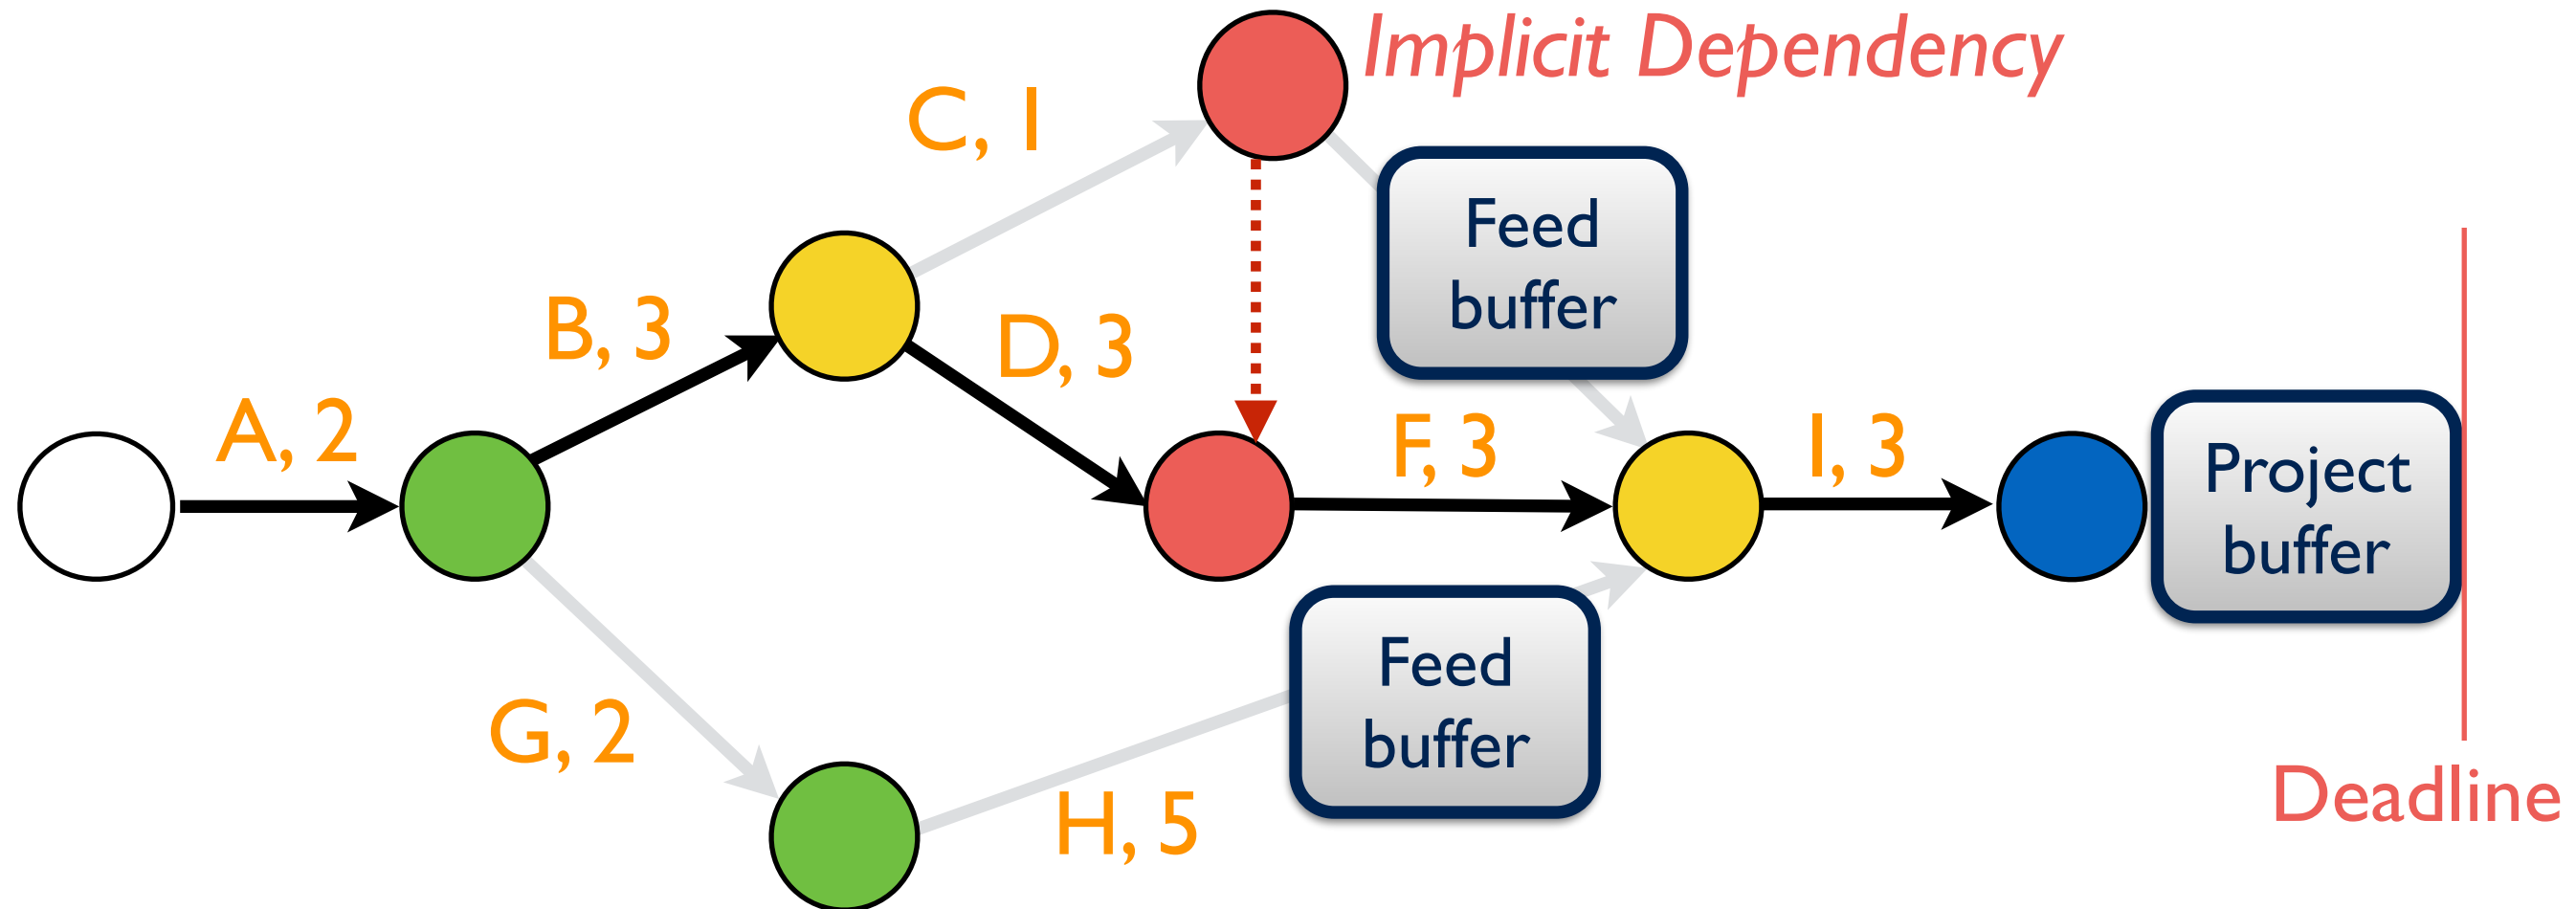 Implicit Dependency
C, 1
Feed
buffer
B, 3
D, 3
A, 2
F, 3
I, 3
Project
buffer
Feed
buffer
G, 2
H, 5
Deadline